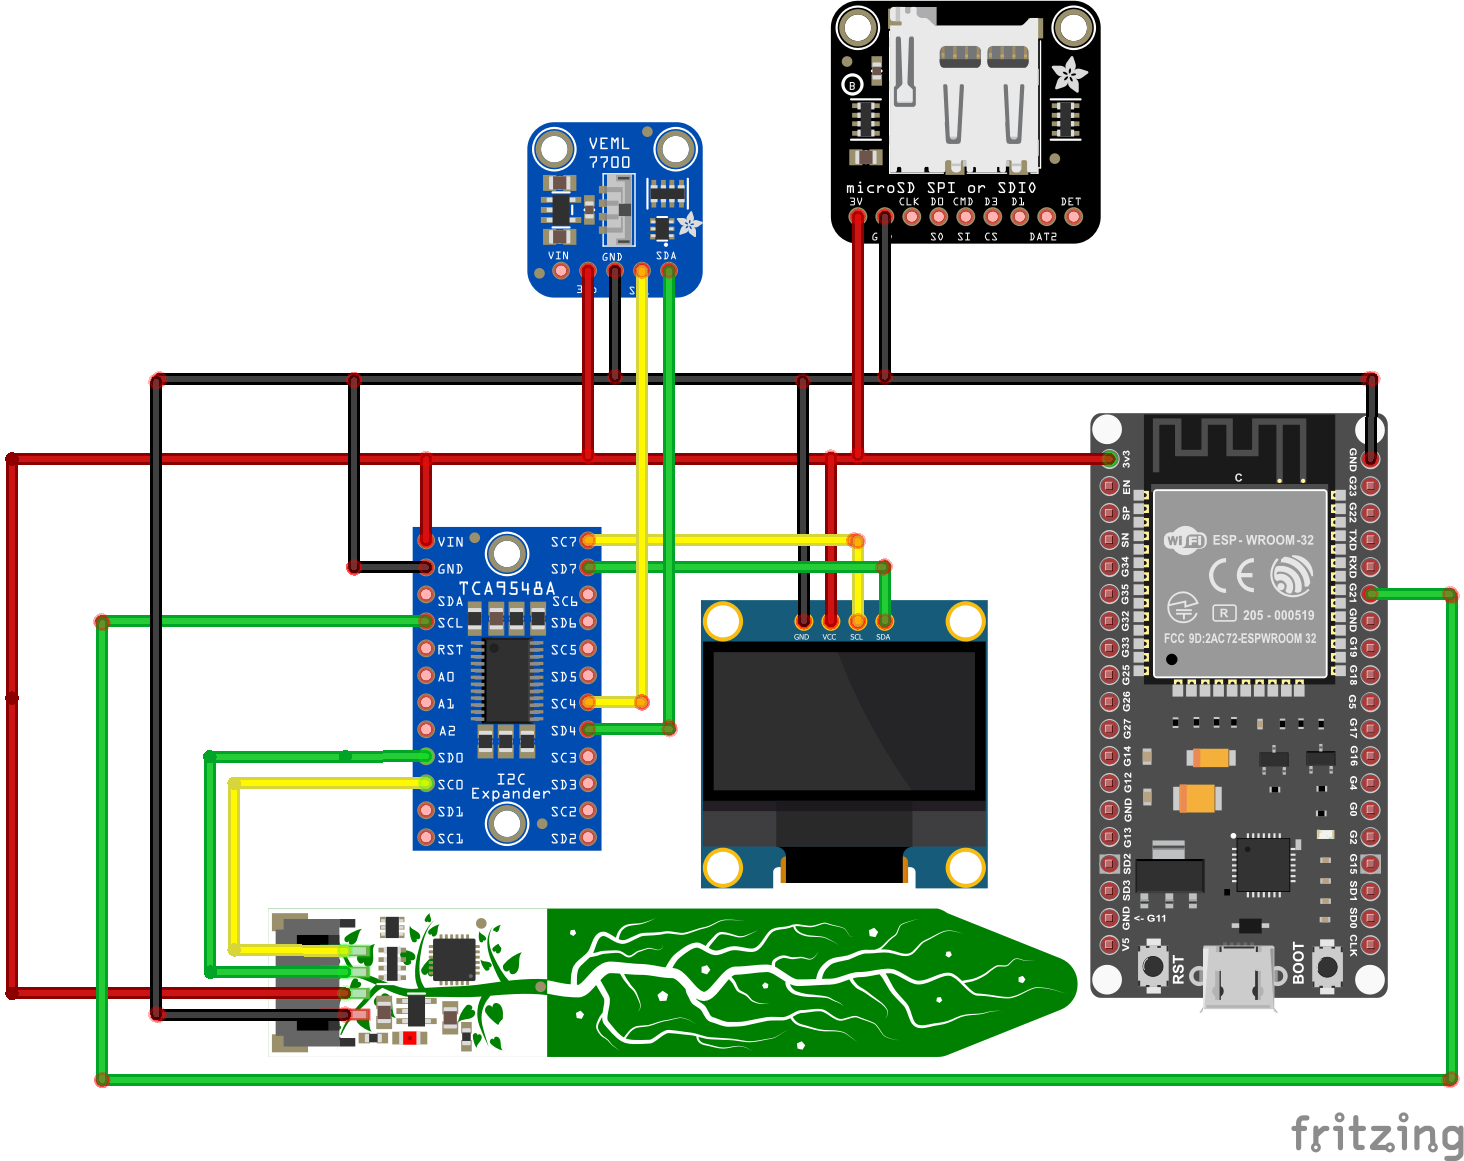 B
microSD SPI or SDIO
3V CLK D0 CMD D3 D1 DET
SO SI CS DAT2
VEML
7700
VIN GND SDA
VIN
GND
SDA
SCL
RST
A0
A1
A2
SD0
SC0
SD1
SC1
TCA9548A
I2C
Expander
SC7
SD7
SC6
SD6
SC5
SD5
SC4
SD4
SC3
SD3
SC2
SD2
GND VCC SCL SDA
3V3
EN
SP
SN
G34
G35
G32
G33
G25
G26
G27
G14
G12
GND
G13
SD2
SD3
GND
V5
<- G11
C
WiFi ESP - WROOM-32
CE
R 205 - 000519
FCC 9D:2AC72-ESPWROOM 32
GND
G23
G22
TXD
RXD
G21
GND
G19
G18
G5
G17
G16
G4
G0
G2
G15
SD1
SD0
CLK
RST
BOOT
fritzing